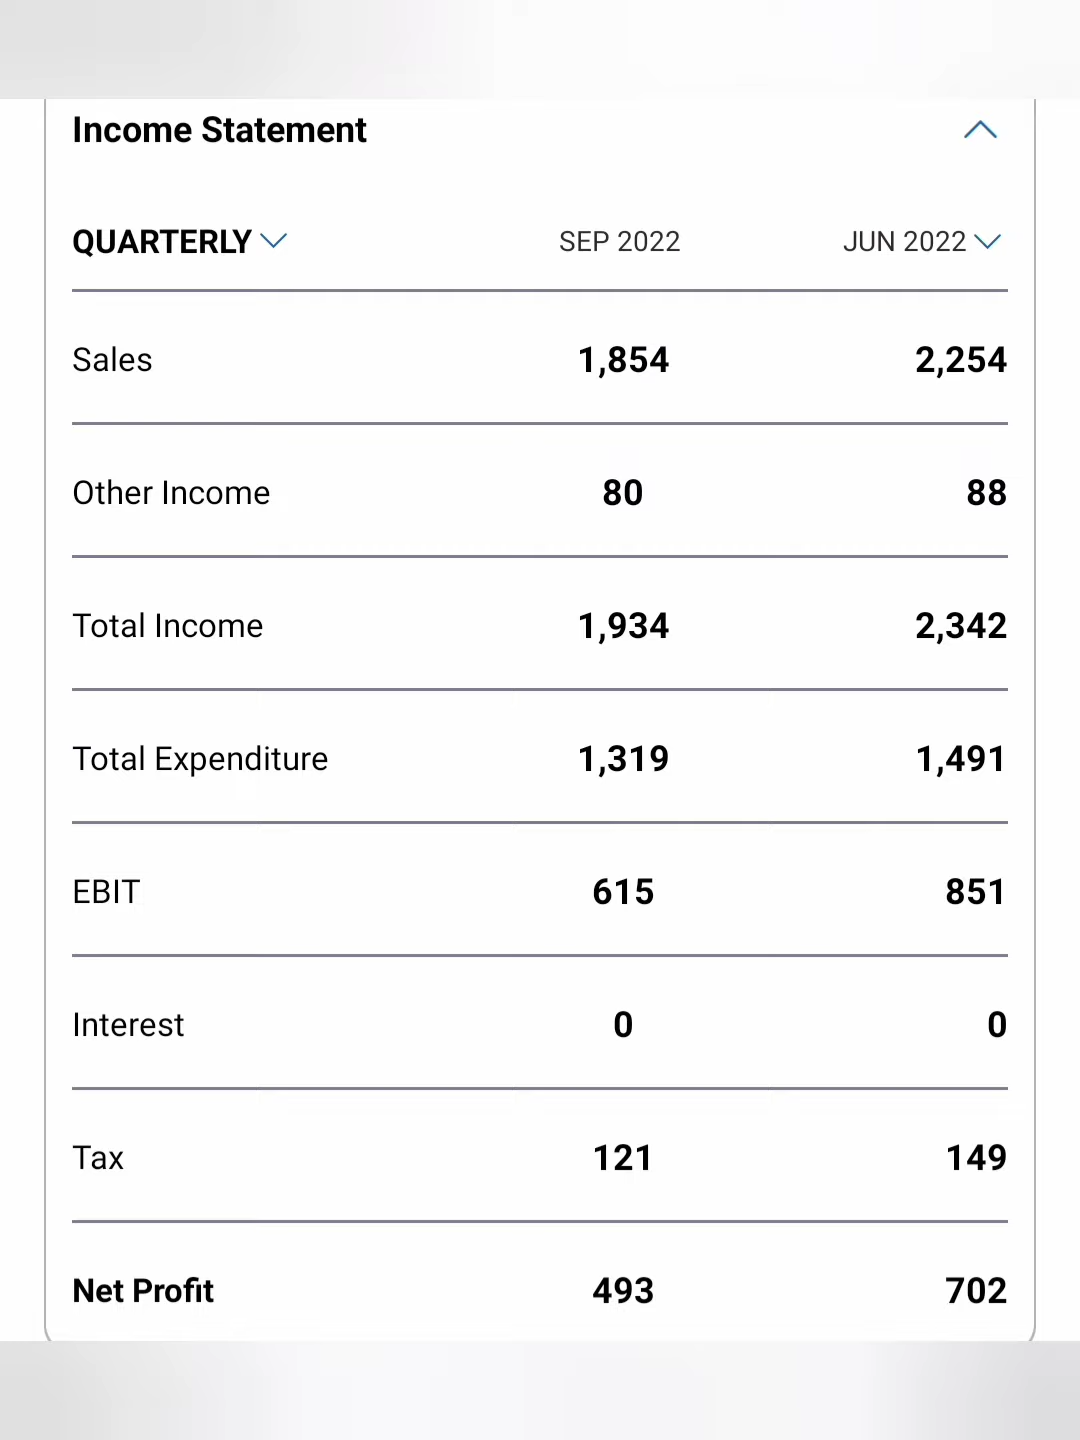 Income Statement
QUARTERLY SEP 2022 JUN 2022
Sales 1,854 2,254
Other Income 80 88
Total Income 1,934 2,342
Total Expenditure 1,319 1,491
EBIT 615 851
Interest 0 0
Tax 121 149
Net Profit 493 702